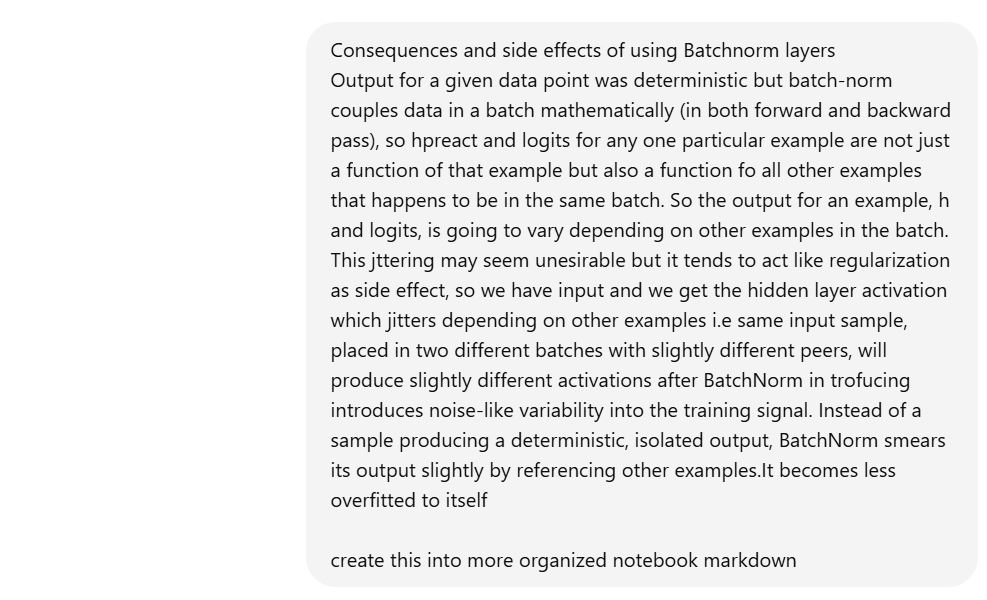 Consequences and side effects of using Batchnorm layers
Output for a given data point was deterministic but batch-norm
couples data in a batch mathematically (in both forward and backward
pass), so hpreact and logits for any one particular example are not just
a function of that example but also a function fo all other examples
that happens to be in the same batch. So the output for an example, h
and logits, is going to vary depending on other examples in the batch.
This jttering may seem unesirable but it tends to act like regularization
as side effect, so we have input and we get the hidden layer activation
which jitters depending on other examples i.e same input sample,
placed in two different batches with slightly different peers, will
produce slightly different activations after BatchNorm in trofucing
introduces noise-like variability into the training signal. Instead of a
sample producing a deterministic, isolated output, BatchNorm smears
its output slightly by referencing other examples.It becomes less
overfitted to itself
create this into more organized notebook markdown